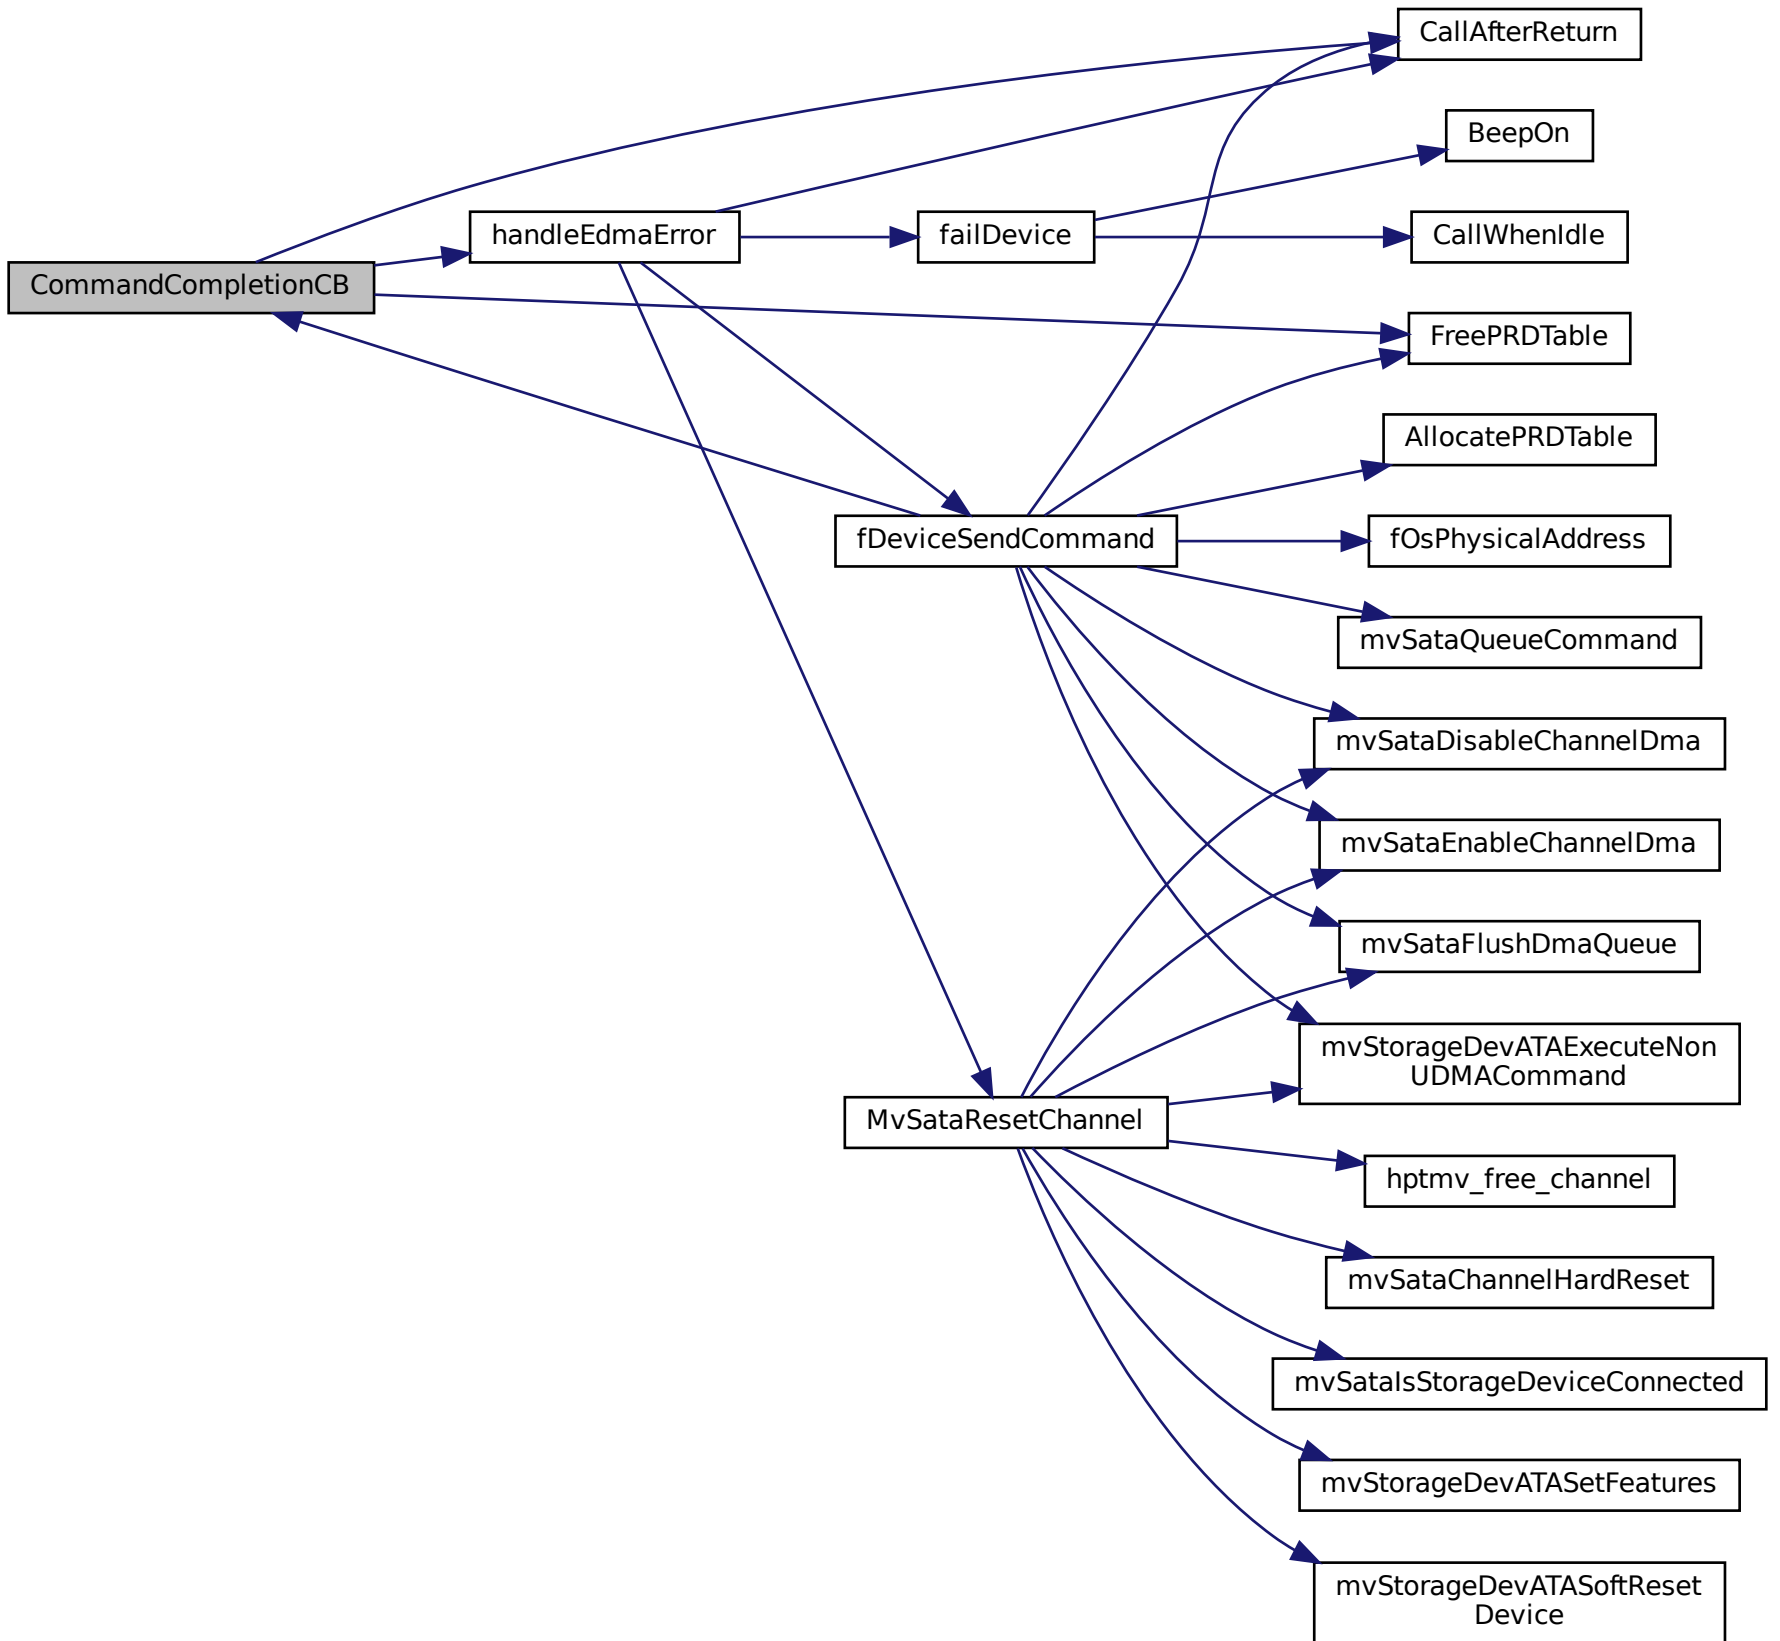 CallAfterReturn
BeepOn
handleEdmaError
failDevice
CallWhenIdle
CommandCompletionCB
FreePRDTable
AllocatePRDTable
fDeviceSendCommand
fOsPhysicalAddress
mvSataQueueCommand
mvSataDisableChannelDma
mvSataEnableChannelDma
mvSataFlushDmaQueue
mvStorageDevATAExecuteNon
UDMACommand
MvSataResetChannel
hptmv_free_channel
mvSataChannelHardReset
mvSataIsStorageDeviceConnected
mvStorageDevATASetFeatures
mvStorageDevATASoftReset
Device